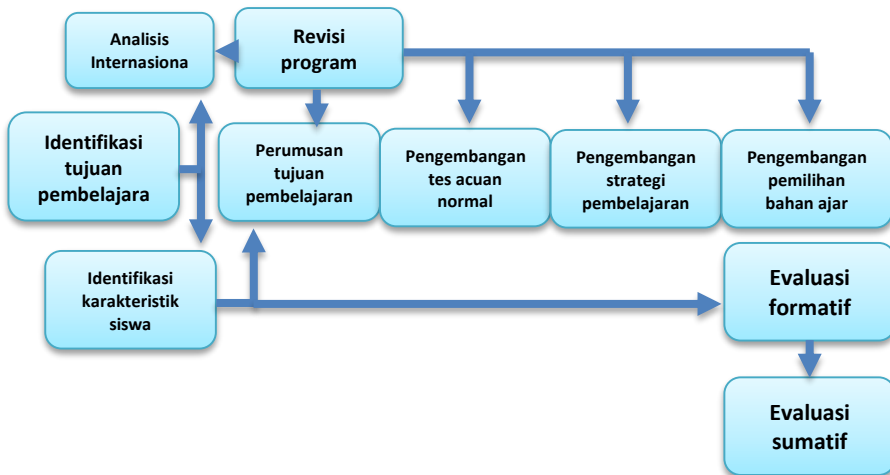 Analisis
Internasiona
Revisi
program
Identifikasi
tujuan
pembelajara
Perumusan
tujuan
pembelajaran
Pengembangan
tes acuan
normal
Pengembangan
strategi
pembelajaran
Pengembangan
pemilihan
bahan ajar
Identifikasi
karakteristik
siswa
Evaluasi
formatif
Evaluasi
sumatif